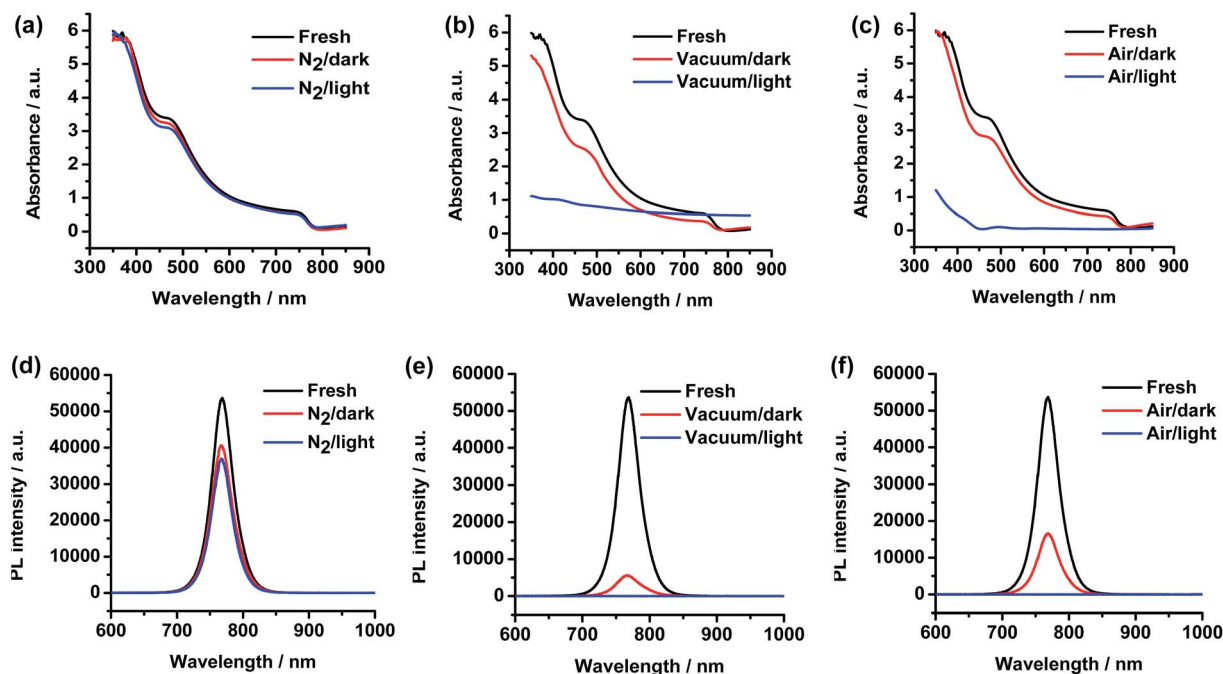 (a)
6
5
4
3
2
1
0
Absorbance / a.u.
Fresh
N2/dark
N2/light
300 400 500 600 700 800 900
Wavelength / nm
(b)
6
5
4
3
2
1
0
Absorbance / a.u.
Fresh
Vacuum/dark
Vacuum/light
300 400 500 600 700 800 900
Wavelength / nm
(c)
6
5
4
3
2
1
0
Absorbance / a.u.
Fresh
Air/dark
Air/light
300 400 500 600 700 800 900
Wavelength / nm
(d)
60000
50000
40000
30000
20000
10000
0
PL intensity / a.u.
Fresh
N2/dark
N2/light
600 700 800 900 1000
Wavelength / nm
(e)
60000
50000
40000
30000
20000
10000
0
PL intensity / a.u.
Fresh
Vacuum/dark
Vacuum/light
600 700 800 900 1000
Wavelength / nm
(f)
60000
50000
40000
30000
20000
10000
0
PL intensity / a.u.
Fresh
Air/dark
Air/light
600 700 800 900 1000
Wavelength / nm